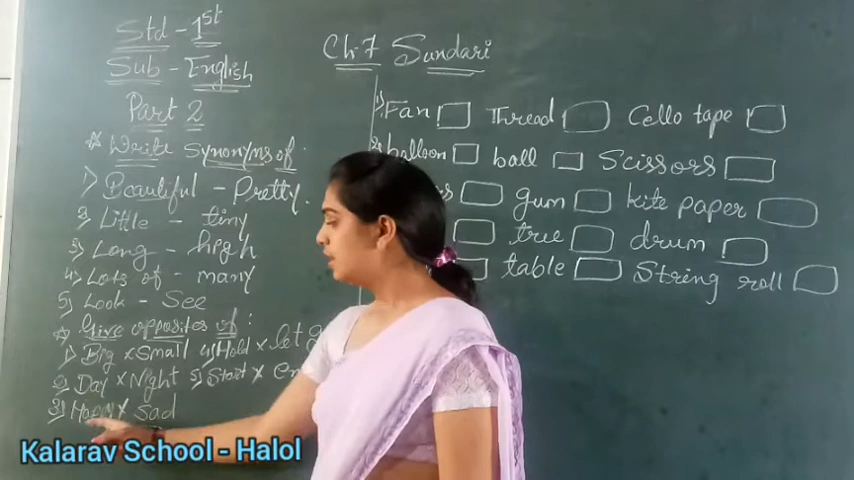 Std - 1st
Sub - English
Part 2
* Write synonyms of :
1) Beautiful - Pretty.
2) Little - tiny
3) Long - high
4) Lots of - many
5) Look - See
* Give opposites of :
1) Big × Small 4) Hold × let go
2) Day × Night 5) Start ×
3) Happy × Sad
Ch-7 Sundari
1) Fan Thread Cello tape
2) balloon ball Scissors
gum kite paper
true drum
table String roll
Kalarav School - Halol